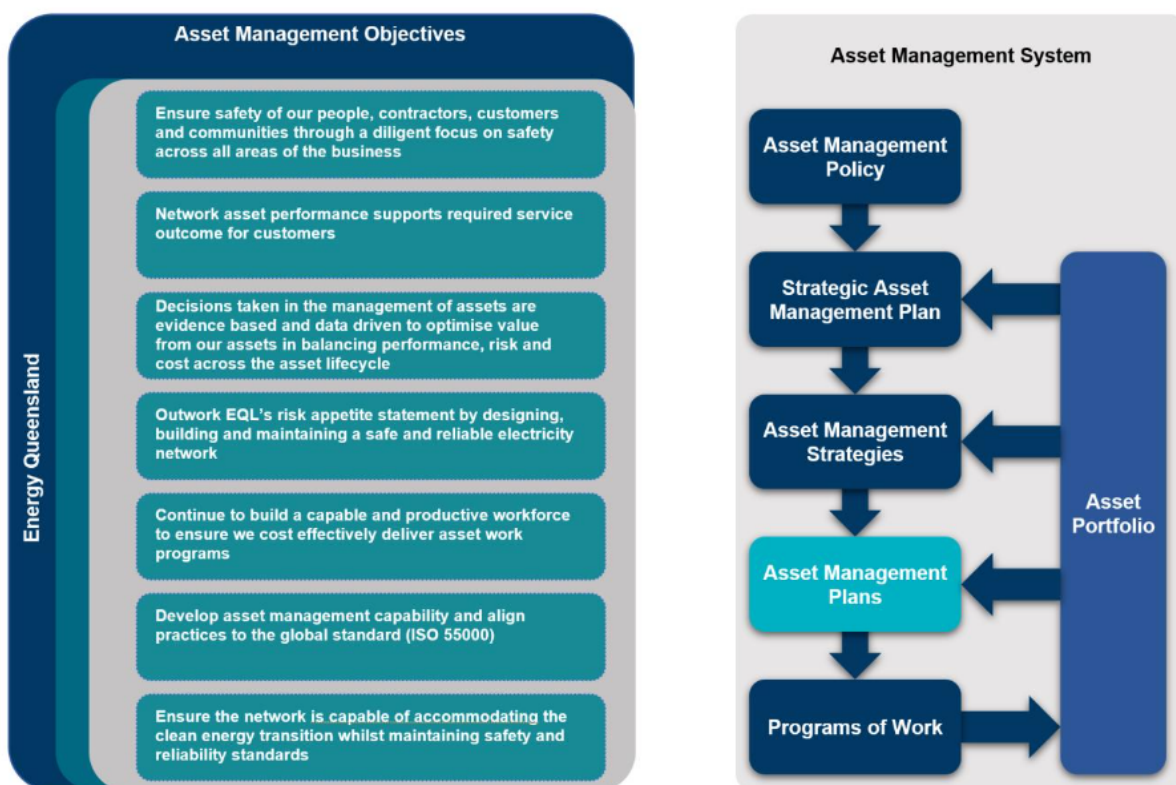 Asset Management Objectives
Energy Queensland
Ensure safety of our people, contractors, customers
and communities through a diligent focus on safety
across all areas of the business
Network asset performance supports required service
outcome for customers
Decisions taken in the management of assets are
evidence based and data driven to optimise value
from our assets in balancing performance, risk and
cost across the asset lifecycle
Outwork EQL's risk appetite statement by designing,
building and maintaining a safe and reliable electricity
network
Continue to build a capable and productive workforce
to ensure we cost effectively deliver asset work
programs
Develop asset management capability and align
practices to the global standard (ISO 55000)
Ensure the network is capable of accommodating the
clean energy transition whilst maintaining safety and
reliability standards
Asset Management System
Asset Management
Policy
Strategic Asset
Management Plan
Asset Management
Strategies
Asset Management
Plans
Programs of Work
Asset
Portfolio